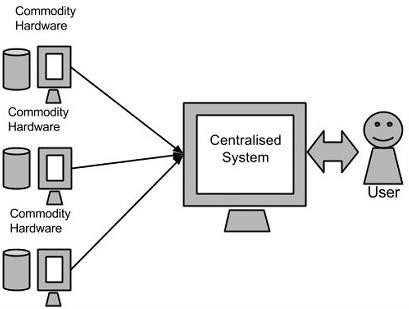 Commodity
Hardware
Commodity
Hardware
Commodity
Hardware
Centralised
System
User